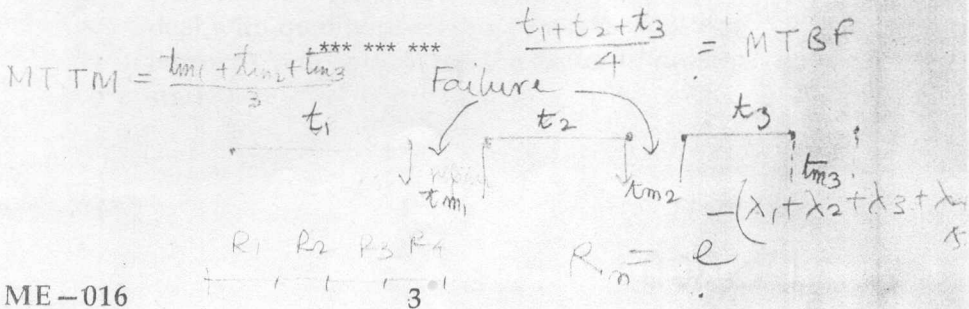 *** *** ***
t1 + t2 + t3 / 4 = MTBF
MTTM = tm1 + tm2 + tm3 / 3
Failure
t1 t2 t3
tm1 tm2 tm3
R1 R2 R3 R4
Rn = e -(λ1 + λ2 + λ3 +
ME-016
3